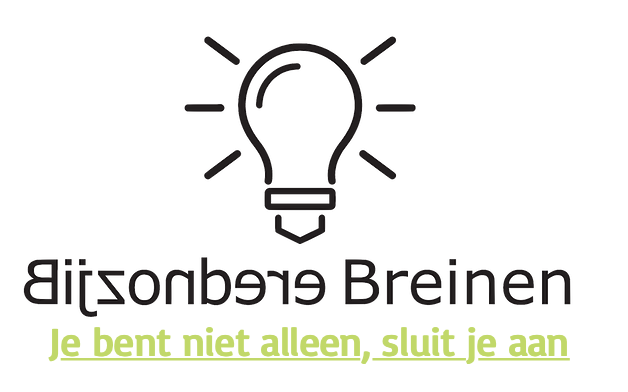 Bijzondere Breinen
Je bent niet alleen, sluit je aan